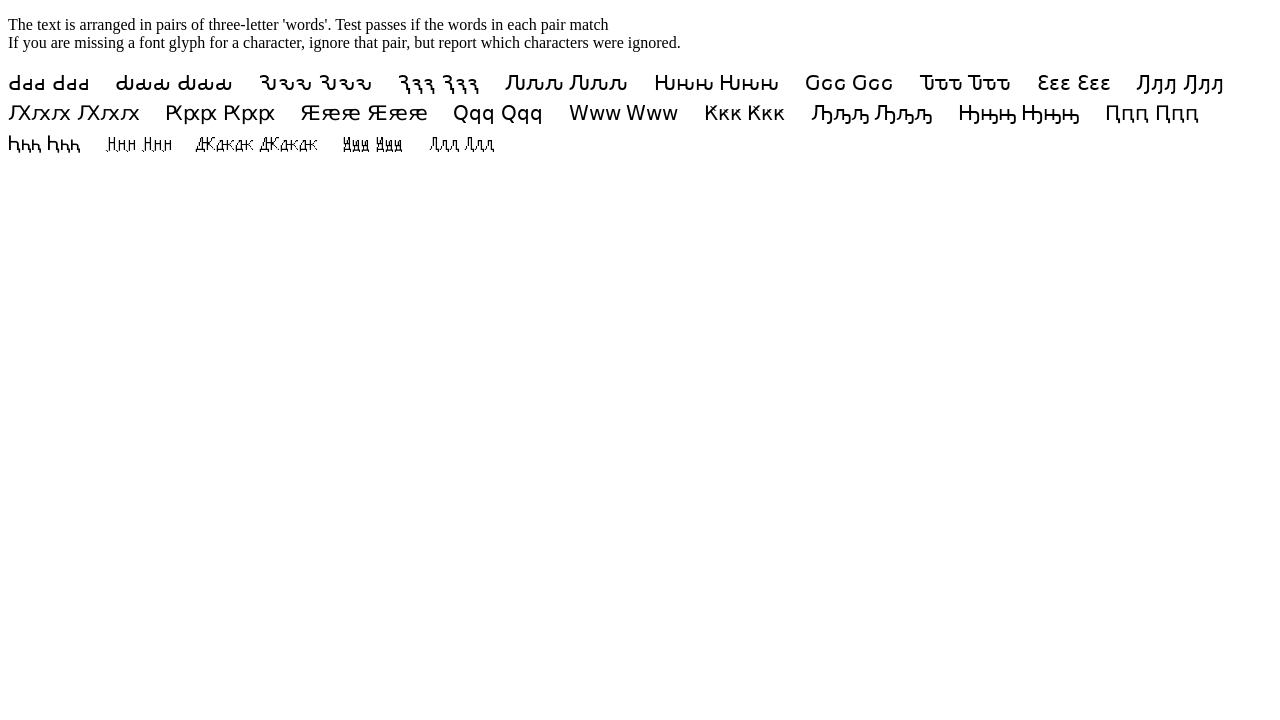 The text is arranged in pairs of three-letter 'words'. Test passes if the words in each pair match
If you are missing a font glyph for a character, ignore that pair, but report which characters were ignored.
Ԁԁԁ Ԁԁԁ Ԃԃԃ Ԃԃԃ Ԅԅԅ Ԅԅԅ Ԇԇԇ Ԇԇԇ Ԉԉԉ Ԉԉԉ Ԋԋԋ Ԋԋԋ Ԍԍԍ Ԍԍԍ Ԏԏԏ Ԏԏԏ Ԑԑԑ Ԑԑԑ Ԓԓԓ Ԓԓԓ
Ԕԕԕ Ԕԕԕ Ԗԗԗ Ԗԗԗ Ԙԙԙ Ԙԙԙ Ԛԛԛ Ԛԛԛ Ԝԝԝ Ԝԝԝ Ԟԟԟ Ԟԟԟ Ԡԡԡ Ԡԡԡ Ԣԣԣ Ԣԣԣ Ԥԥԥ Ԥԥԥ
Ԧԧԧ Ԧԧԧ Ԩԩԩ Ԩԩԩ Ԫԫԫ Ԫԫԫ Ԭԭԭ Ԭԭԭ Ԯԯԯ Ԯԯԯ